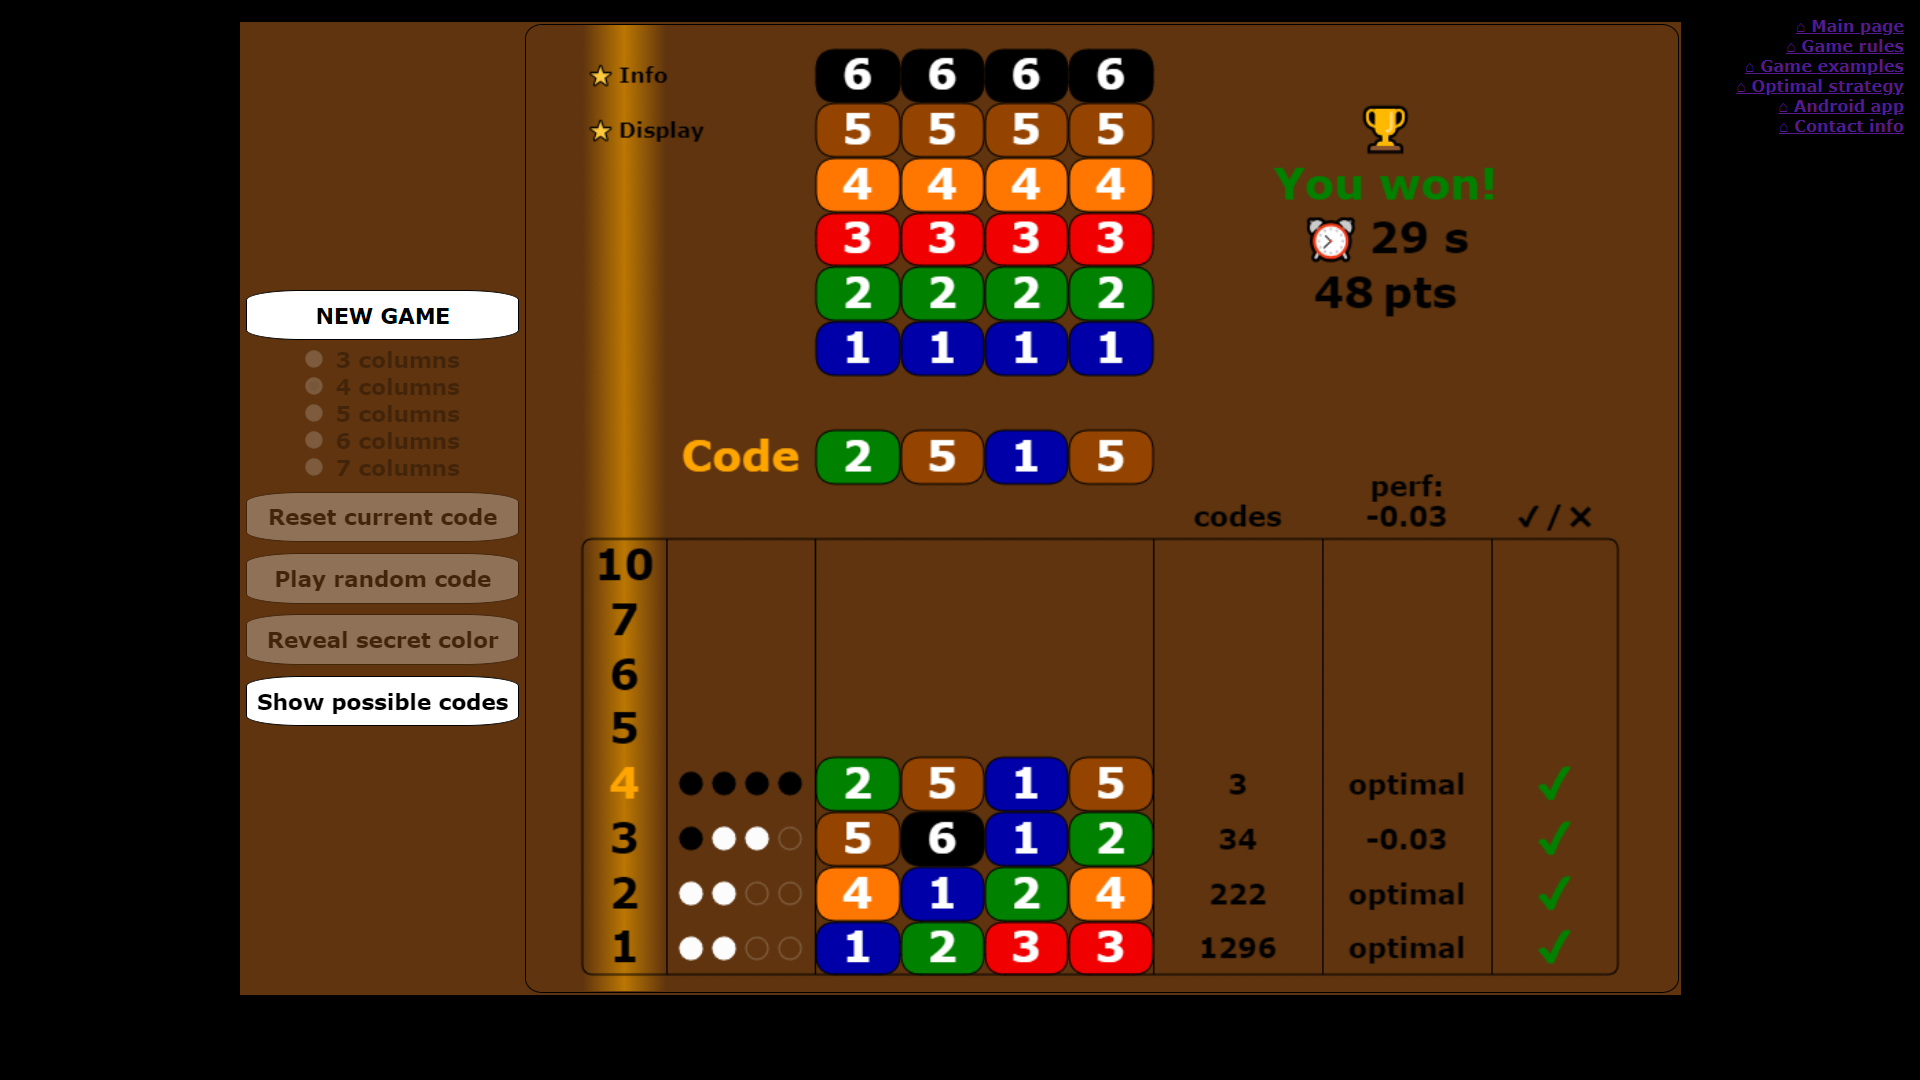 ⌂ Main page
⌂ Game rules
⌂ Game examples
⌂ Optimal strategy
⌂ Android app
⌂ Contact info
Info
Display
6 6 6 6
5 5 5 5
4 4 4 4
3 3 3 3
2 2 2 2
1 1 1 1
You won!
29 s
48 pts
NEW GAME
3 columns
4 columns
5 columns
6 columns
7 columns
Reset current code
Play random code
Reveal secret color
Show possible codes
Code 2 5 1 5
codes perf: -0.03 ✓ / ✕
10
7
6
5
4 2 5 1 5 3 optimal ✓
3 5 6 1 2 34 -0.03 ✓
2 4 1 2 4 222 optimal ✓
1 1 2 3 3 1296 optimal ✓